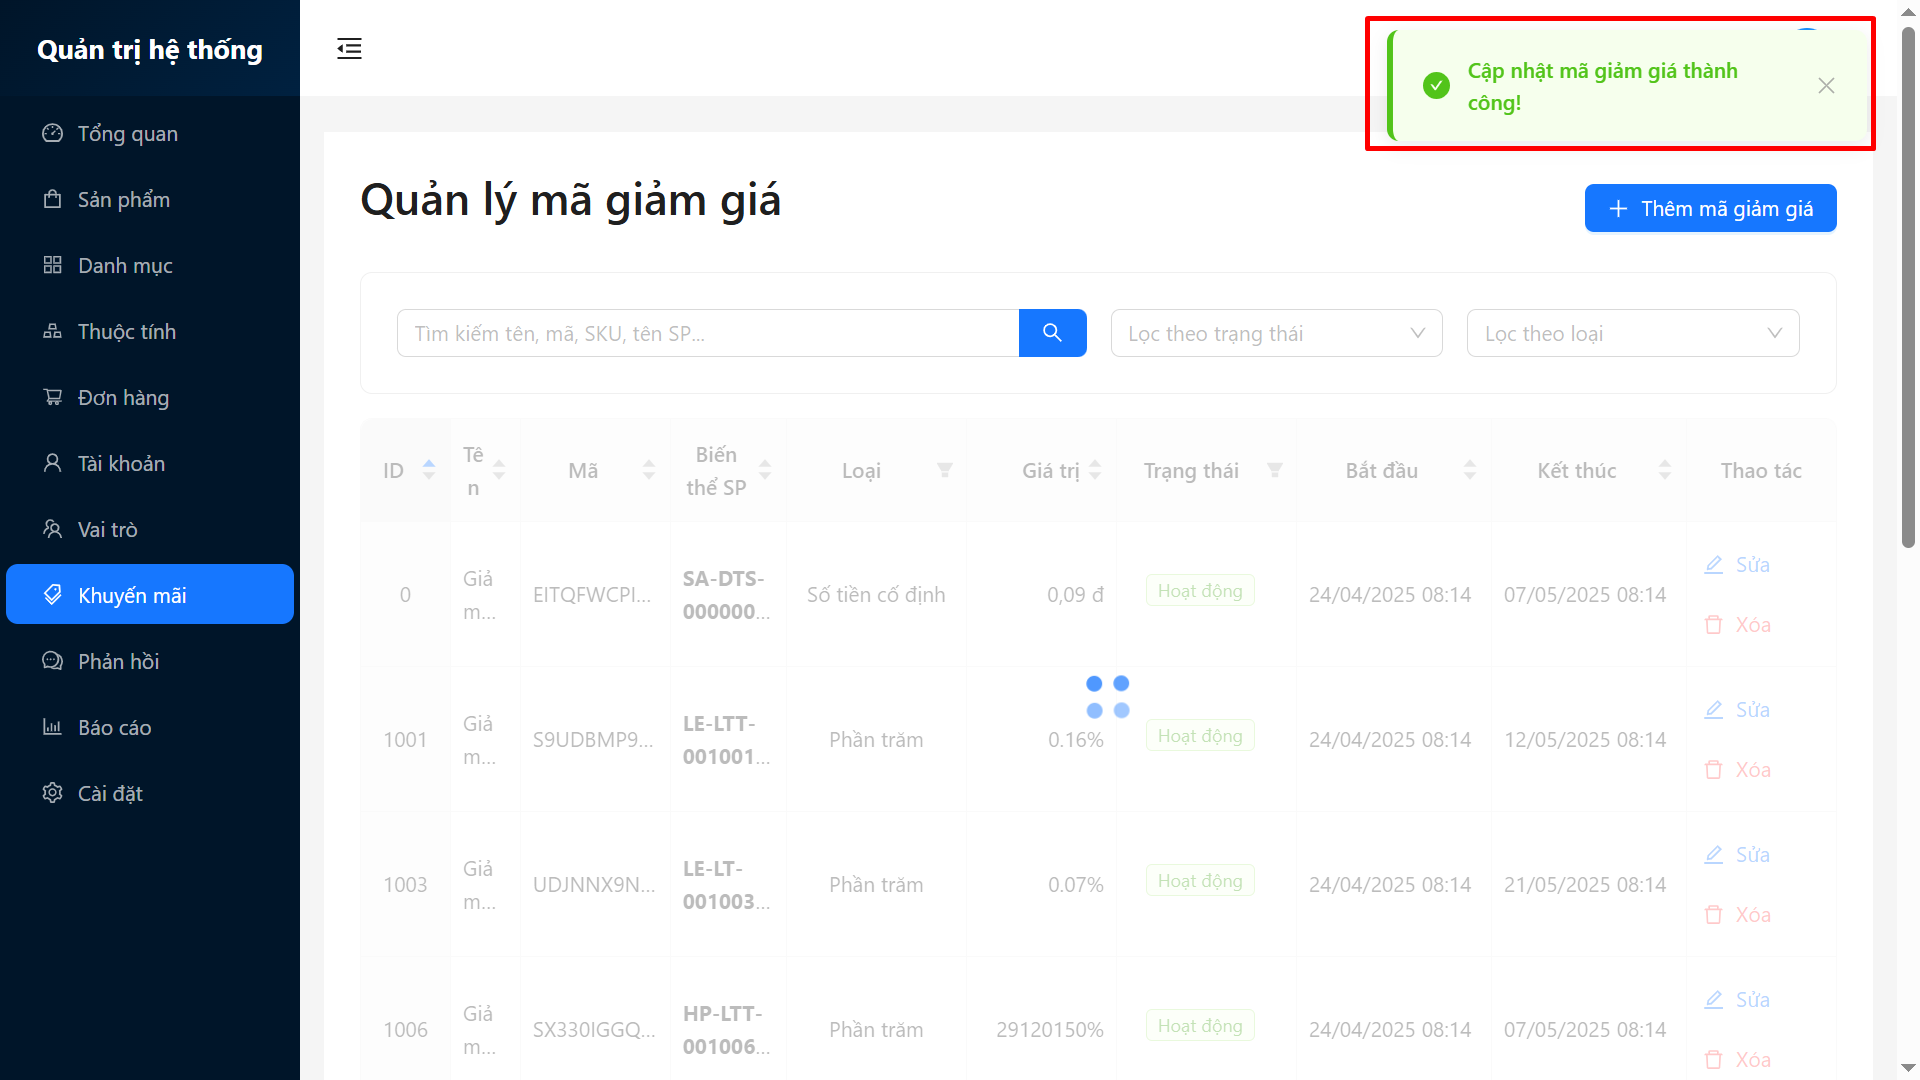 Quản trị hệ thống
Tổng quan
Sản phẩm
Danh mục
Thuộc tính
Đơn hàng
Tài khoản
Vai trò
Khuyến mãi
Phản hồi
Báo cáo
Cài đặt
Cập nhật mã giảm giá thành
công!
Quản lý mã giảm giá
Thêm mã giảm giá
Tìm kiếm tên, mã, SKU, tên SP...
Lọc theo trạng thái
Lọc theo loại
ID
Tê
n
Mã
Biến
thể SP
Loại
Giá trị
Trạng thái
Bắt đầu
Kết thúc
Thao tác
0
Giả
m...
EITQFWCPI...
SA-DTS-
000000...
Số tiền cố định
0,09 đ
Hoạt động
24/04/2025 08:14
07/05/2025 08:14
Sửa
Xóa
1001
Giả
m...
S9UDBMP9...
LE-LTT-
001001...
Phần trăm
0.16%
Hoạt động
24/04/2025 08:14
12/05/2025 08:14
Sửa
Xóa
1003
Giả
m...
UDJNNX9N...
LE-LT-
001003...
Phần trăm
0.07%
Hoạt động
24/04/2025 08:14
21/05/2025 08:14
Sửa
Xóa
1006
Giả
m...
SX330IGGQ...
HP-LTT-
001006...
Phần trăm
29120150%
Hoạt động
24/04/2025 08:14
07/05/2025 08:14
Sửa
Xóa